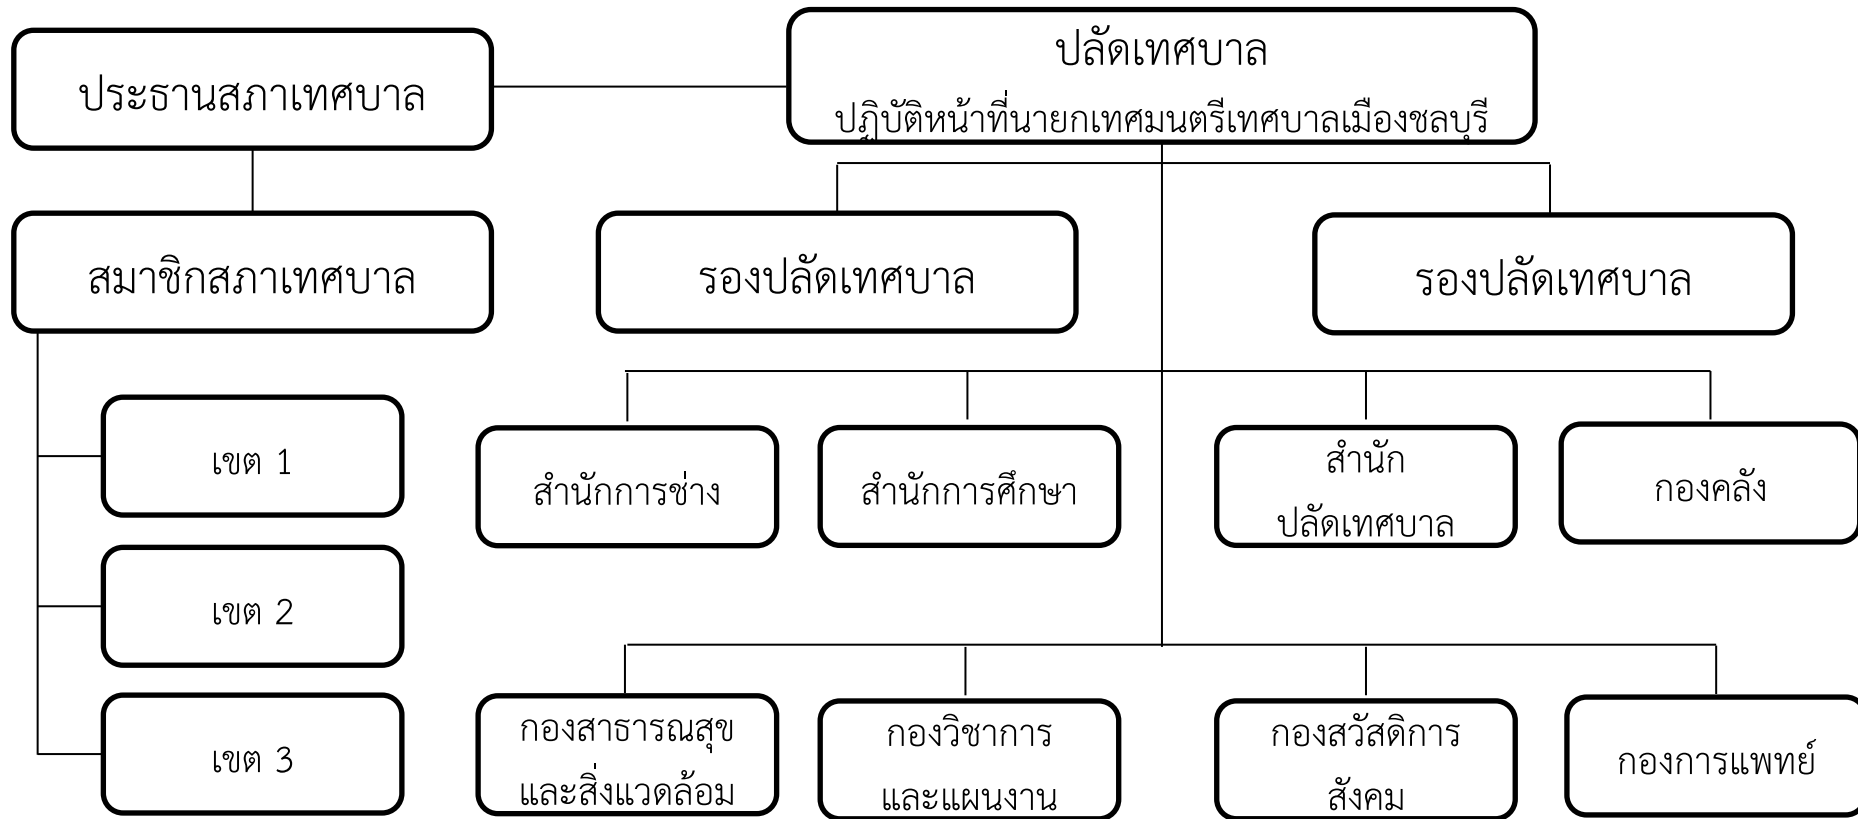 ประธานสภาเทศบาล
ปลัดเทศบาล
ปฏิบัติหน้าที่นายกเทศมนตรีเทศบาลเมืองชลบุรี
สมาชิกสภาเทศบาล
รองปลัดเทศบาล
รองปลัดเทศบาล
เขต 1
เขต 2
เขต 3
สำนักการช่าง
สำนักการศึกษา
สำนัก
ปลัดเทศบาล
กองคลัง
กองสาธารณสุข
และสิ่งแวดล้อม
กองวิชาการ
และแผนงาน
กองสวัสดิการ
สังคม
กองการแพทย์